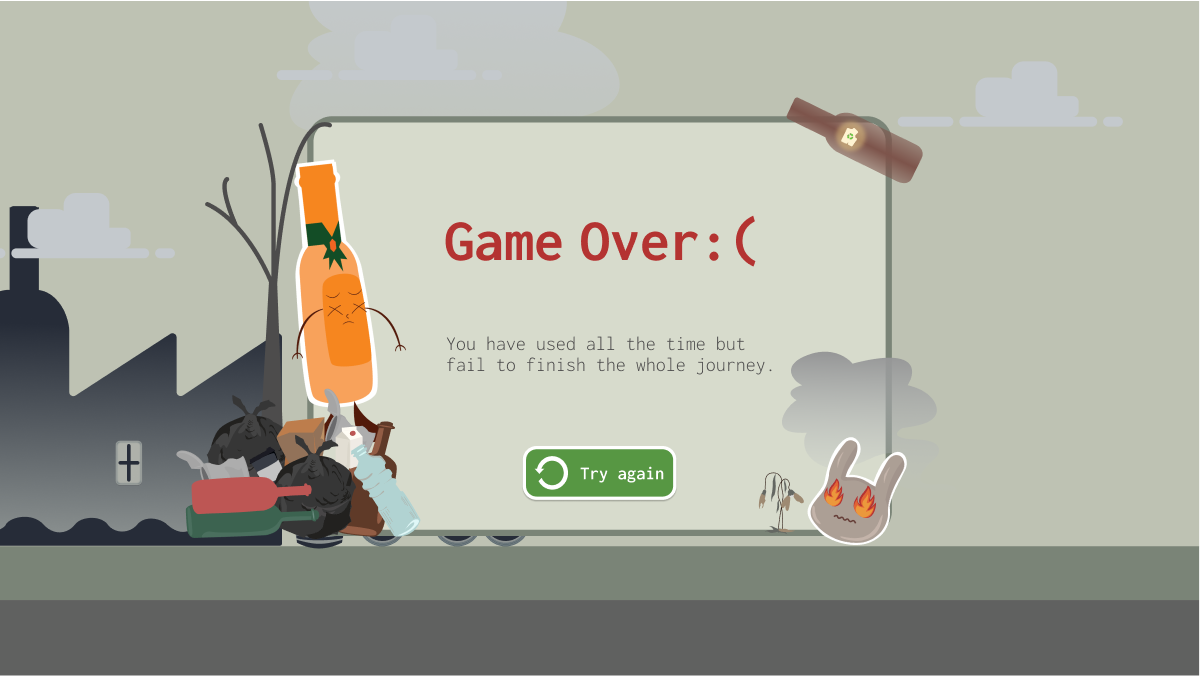 Game Over:(
You have used all the time but
fail to finish the whole journey.
Try again